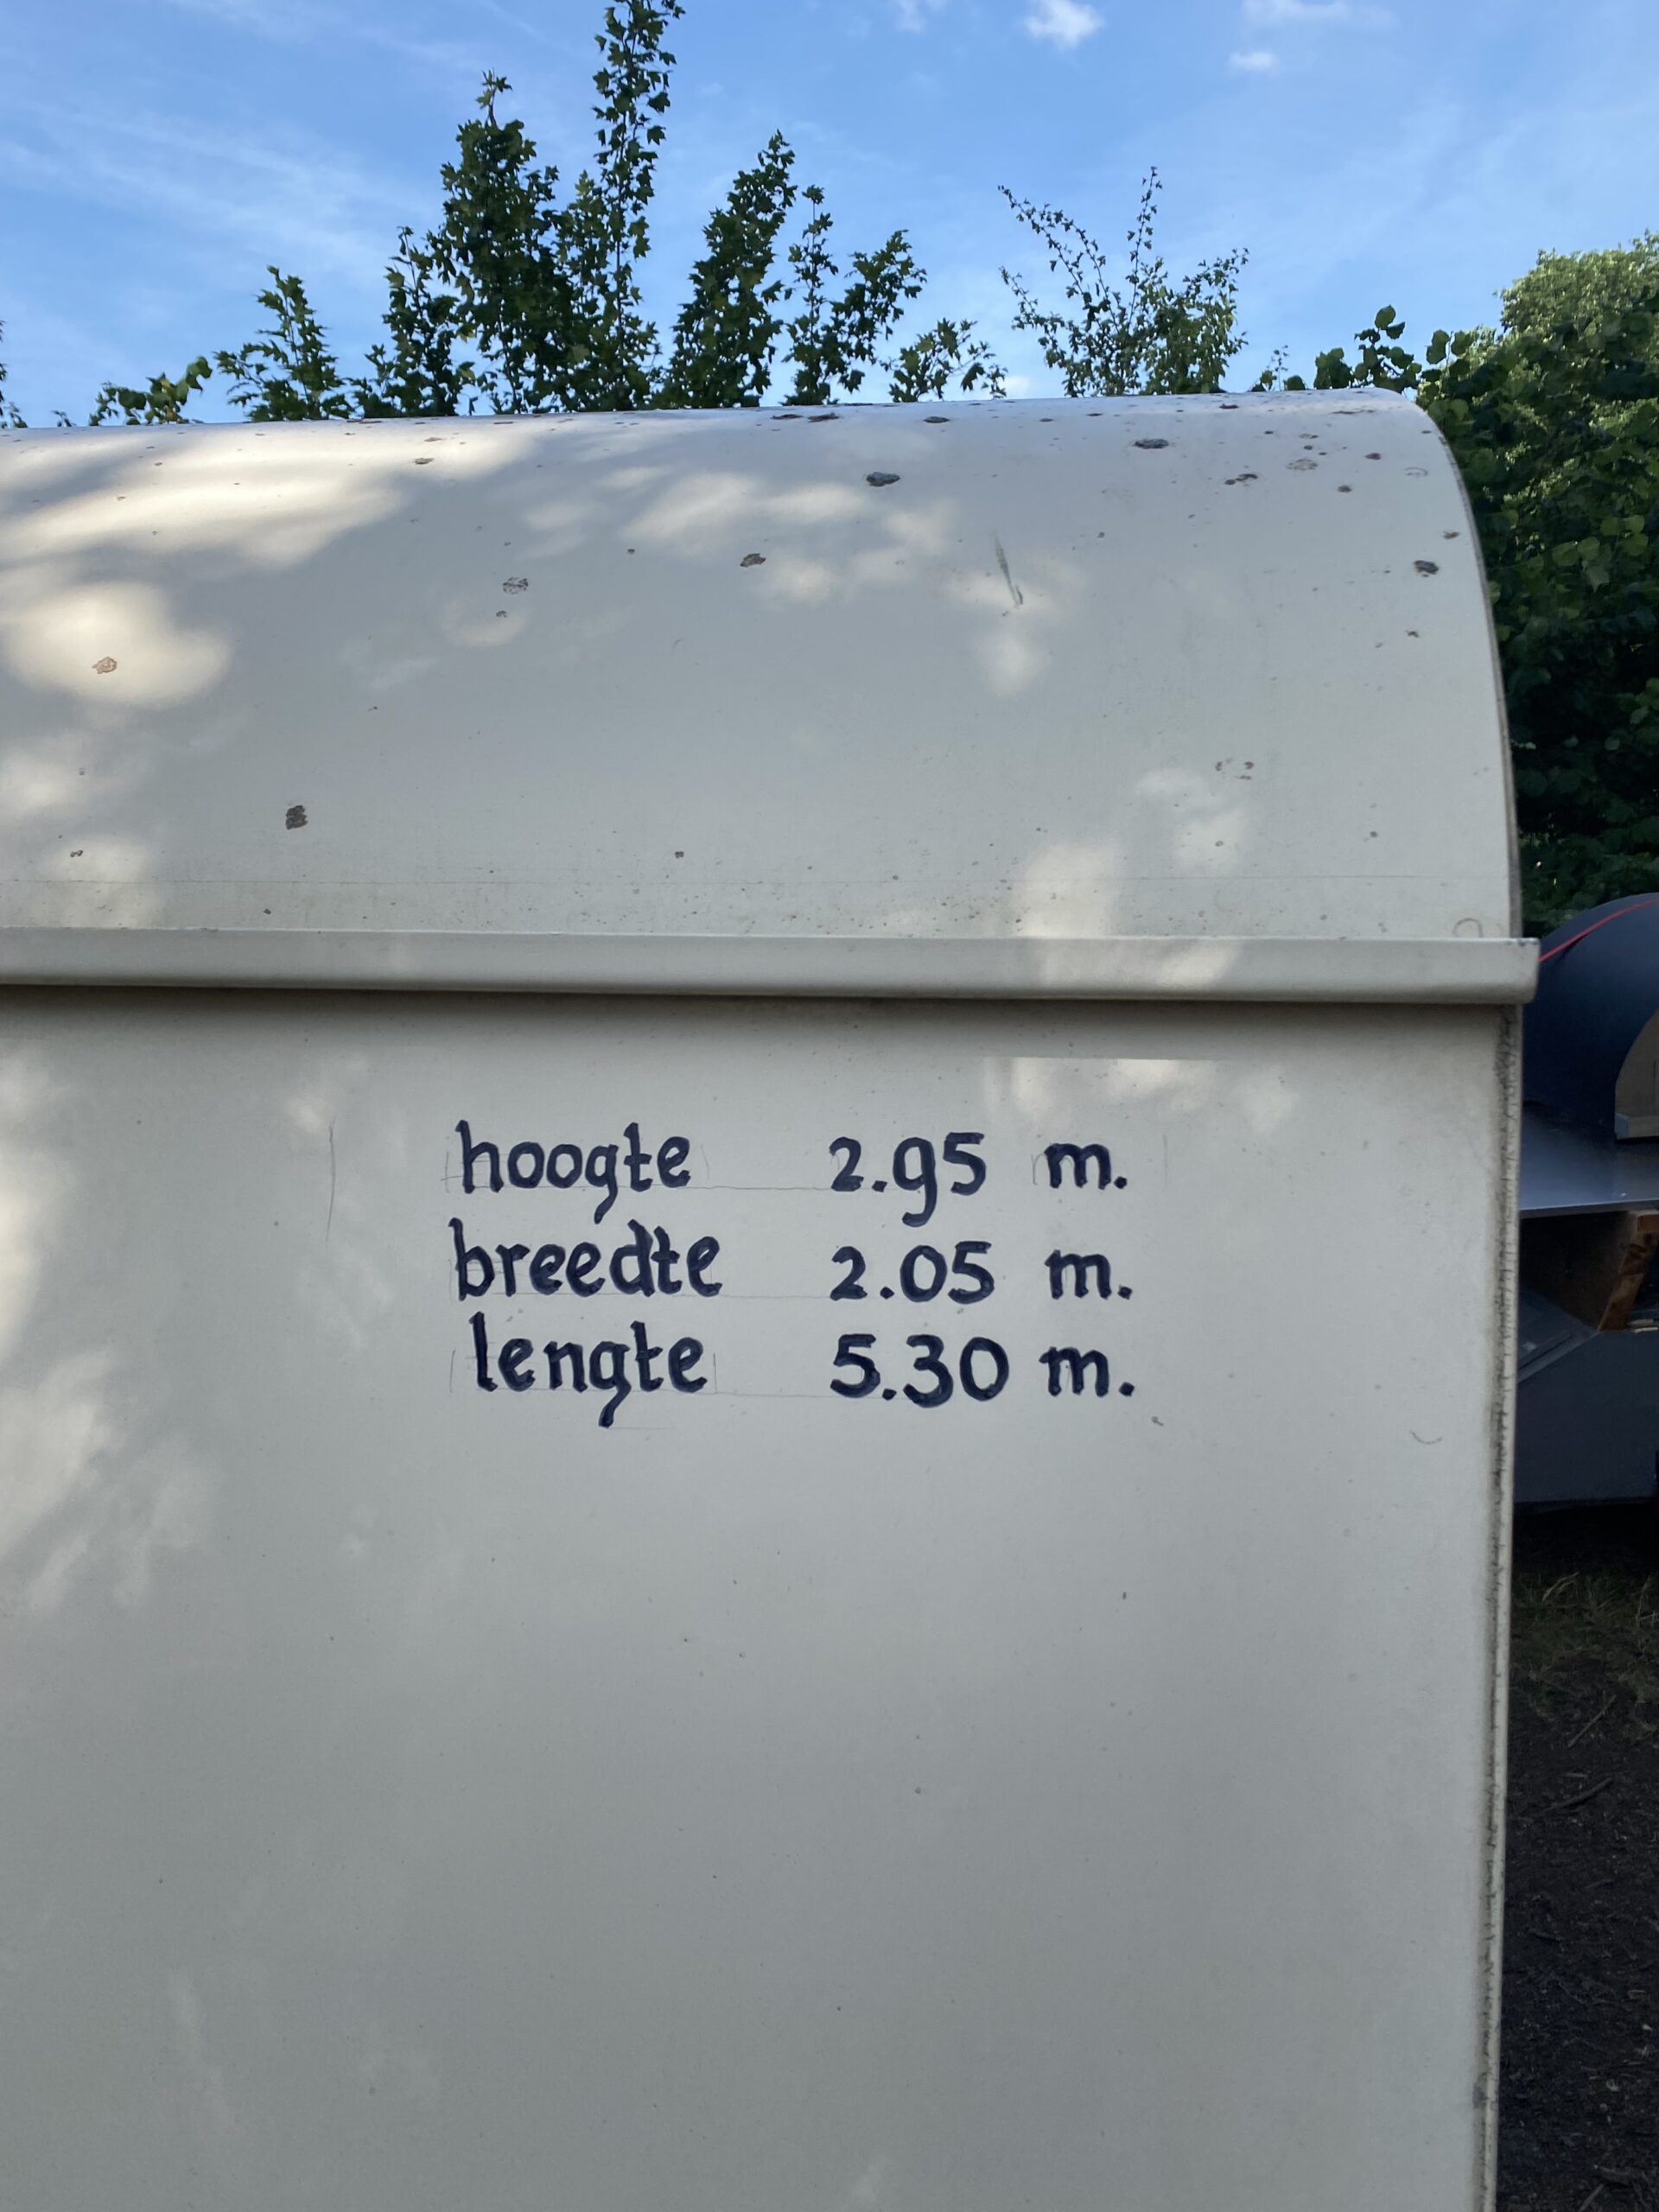 hoogte 2.95 m.
breedte 2.05 m.
lengte 5.30 m.